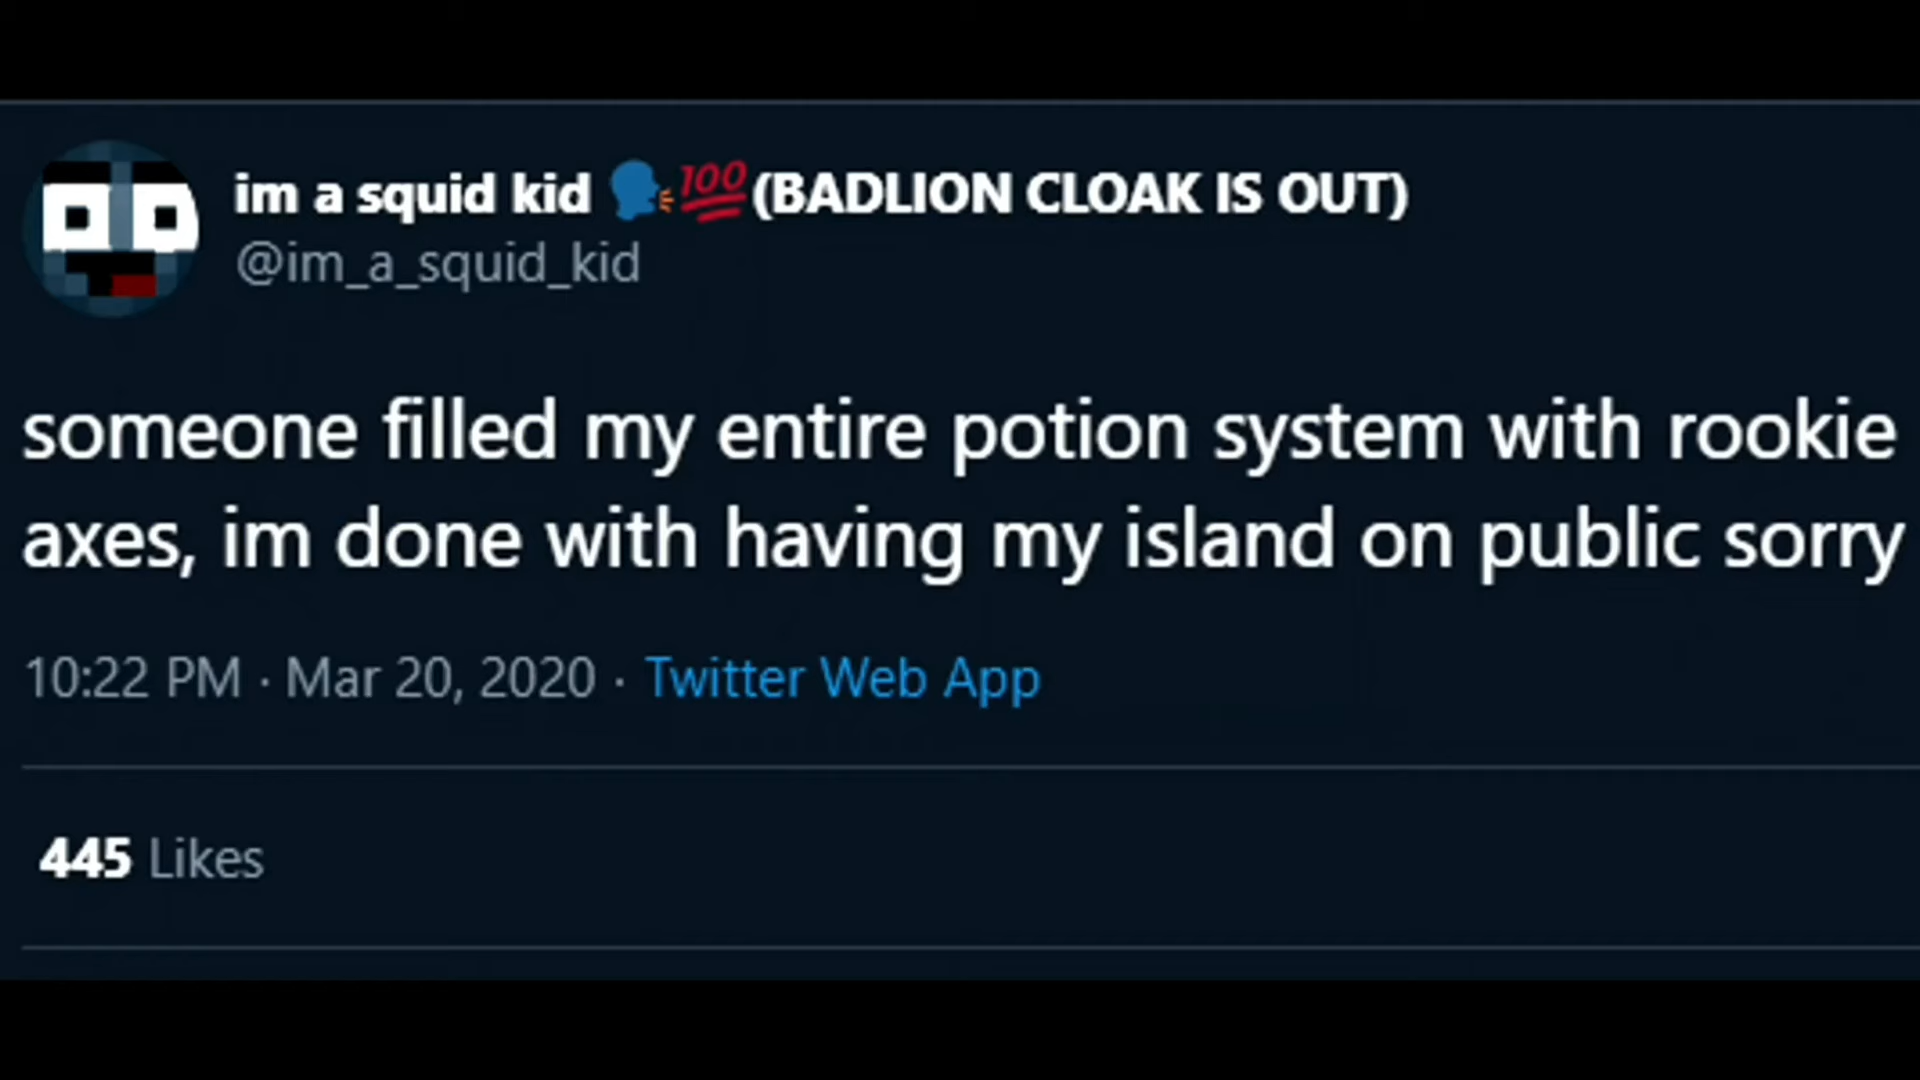 im a squid kid 🗣️💯(BADLION CLOAK IS OUT)
@im_a_squid_kid
someone filled my entire potion system with rookie
axes, im done with having my island on public sorry
10:22 PM · Mar 20, 2020 · Twitter Web App
445 Likes